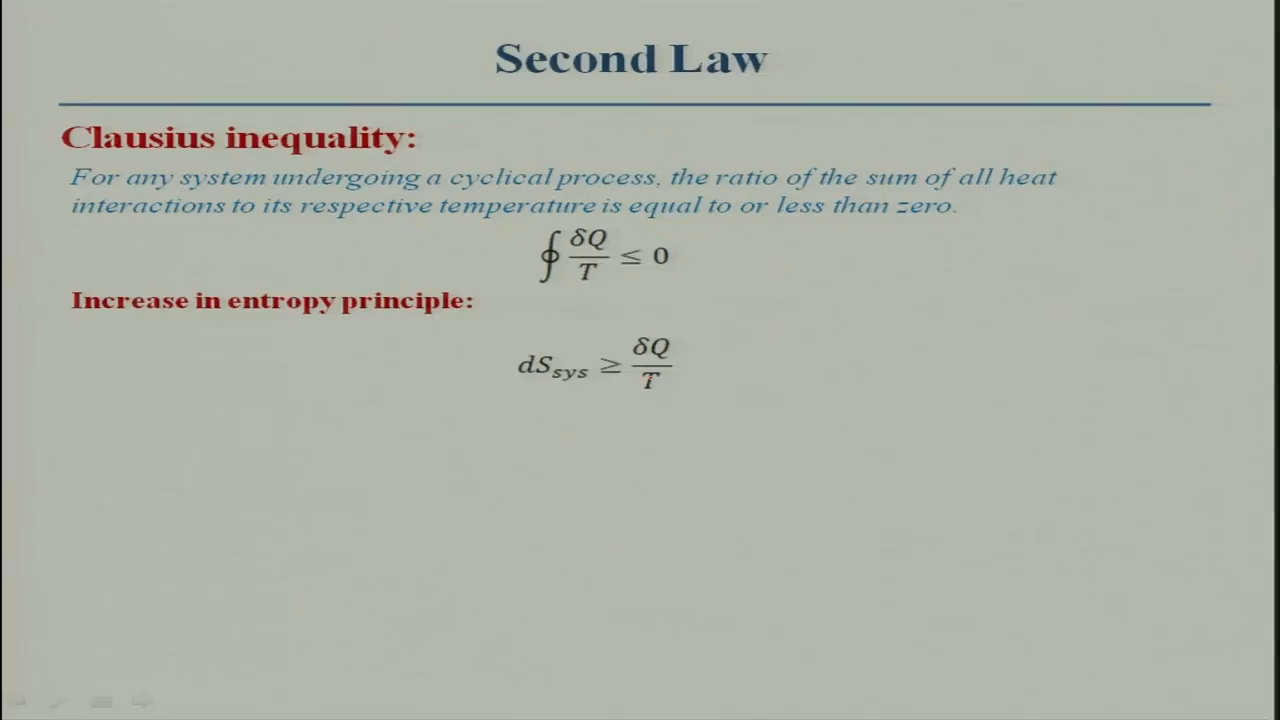 Second Law
Clausius inequality:
For any system undergoing a cyclical process, the ratio of the sum of all heat
interactions to its respective temperature is equal to or less than zero.
∮ δQ/T ≤ 0
Increase in entropy principle:
dS_sys ≥ δQ/T